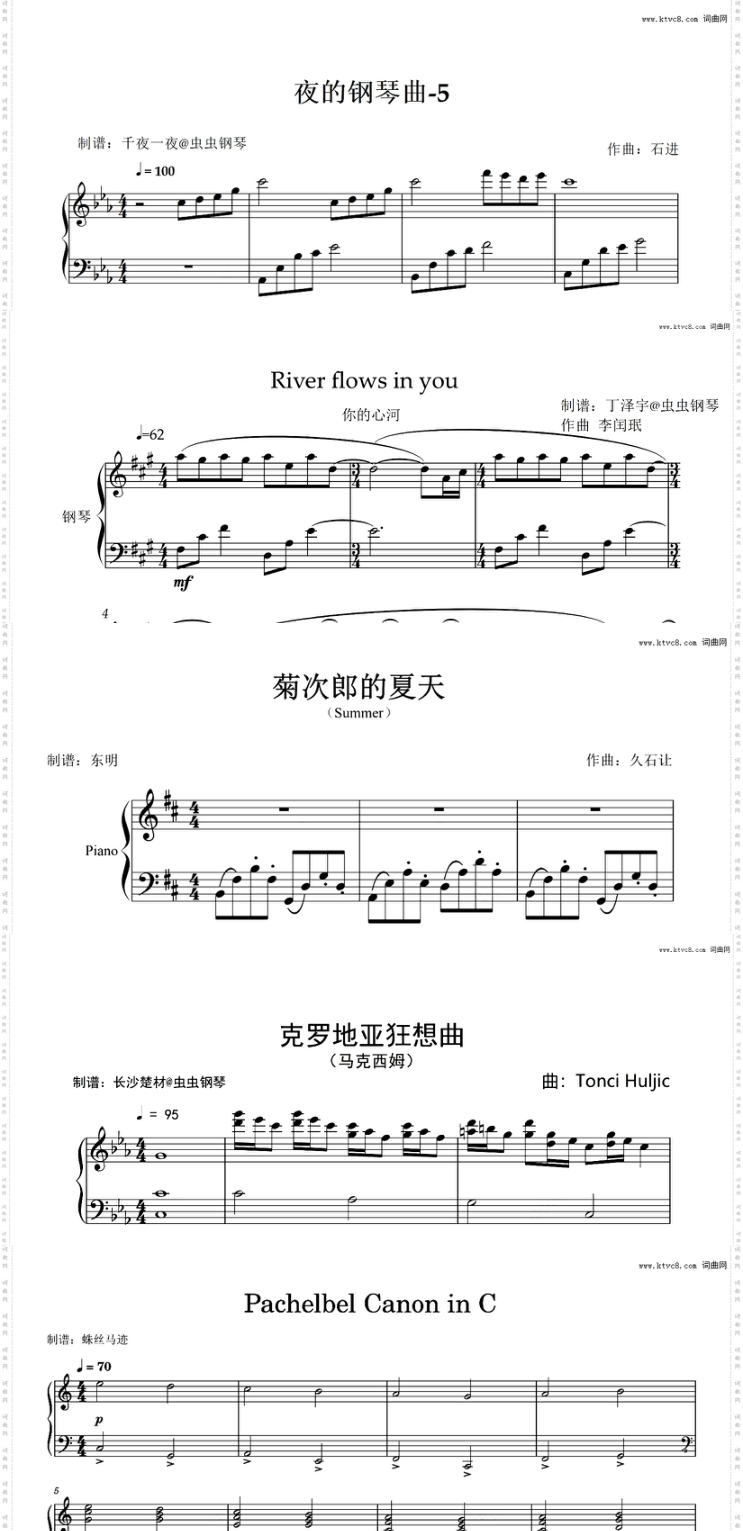 www.ktvc8.com 词曲网
夜的钢琴曲-5
制谱：千夜一夜@虫虫钢琴
作曲：石进
♩= 100
www.ktvc8.com 词曲网
River flows in you
你的心河
制谱：丁泽宇@虫虫钢琴
作曲 李闰珉
♩=62
钢琴
mf
4
www.ktvc8.com 词曲网
菊次郎的夏天
（Summer）
制谱：东明
作曲：久石让
Piano
www.ktvc8.com 词曲网
克罗地亚狂想曲
（马克西姆）
制谱：长沙楚材@虫虫钢琴
曲：Tonci Huljic
♩ = 95
www.ktvc8.com 词曲网
Pachelbel Canon in C
制谱：蛛丝马迹
♩= 70
p
5